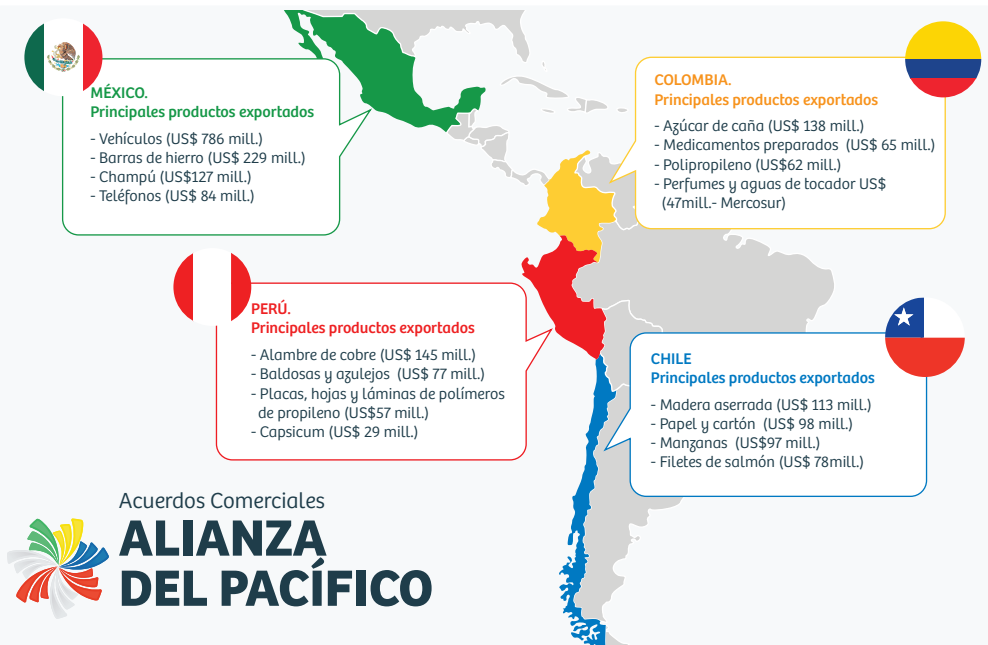 MÉXICO.
Principales productos exportados
- Vehículos (US$ 786 mill.)
- Barras de hierro (US$ 229 mill.)
- Champú (US$127 mill.)
- Teléfonos (US$ 84 mill.)
COLOMBIA.
Principales productos exportados
- Azúcar de caña (US$ 138 mill.)
- Medicamentos preparados (US$ 65 mill.)
- Polipropileno (US$62 mill.)
- Perfumes y aguas de tocador US$
(47mill.- Mercosur)
PERÚ.
Principales productos exportados
- Alambre de cobre (US$ 145 mill.)
- Baldosas y azulejos (US$ 77 mill.)
- Placas, hojas y láminas de polímeros
de propileno (US$57 mill.)
- Capsicum (US$ 29 mill.)
CHILE
Principales productos exportados
- Madera aserrada (US$ 113 mill.)
- Papel y cartón (US$ 98 mill.)
- Manzanas (US$97 mill.)
- Filetes de salmón (US$ 78mill.)
Acuerdos Comerciales
ALIANZA
DEL PACÍFICO